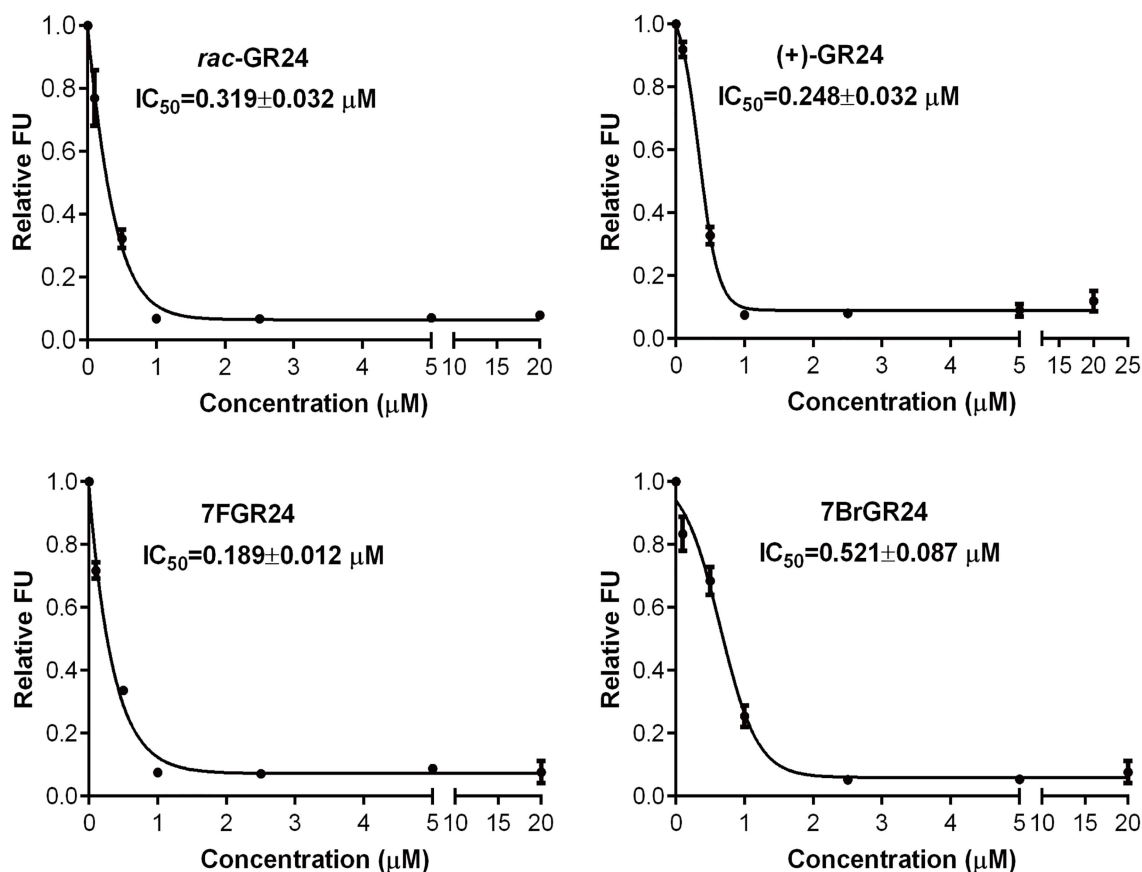 rac-GR24
IC50=0.319±0.032 μM
Relative FU
1.0
0.8
0.6
0.4
0.2
0.0
0 1 2 3 4 5 10 15 20
Concentration (μM)
(+)-GR24
IC50=0.248±0.032 μM
Relative FU
1.0
0.8
0.6
0.4
0.2
0.0
0 1 2 3 4 5 15 20 25
Concentration (μM)
7FGR24
IC50=0.189±0.012 μM
Relative FU
1.0
0.8
0.6
0.4
0.2
0.0
0 1 2 3 4 5 10 15 20
Concentration (μM)
7BrGR24
IC50=0.521±0.087 μM
Relative FU
1.0
0.8
0.6
0.4
0.2
0.0
0 1 2 3 4 5 10 15 20
Concentration (μM)